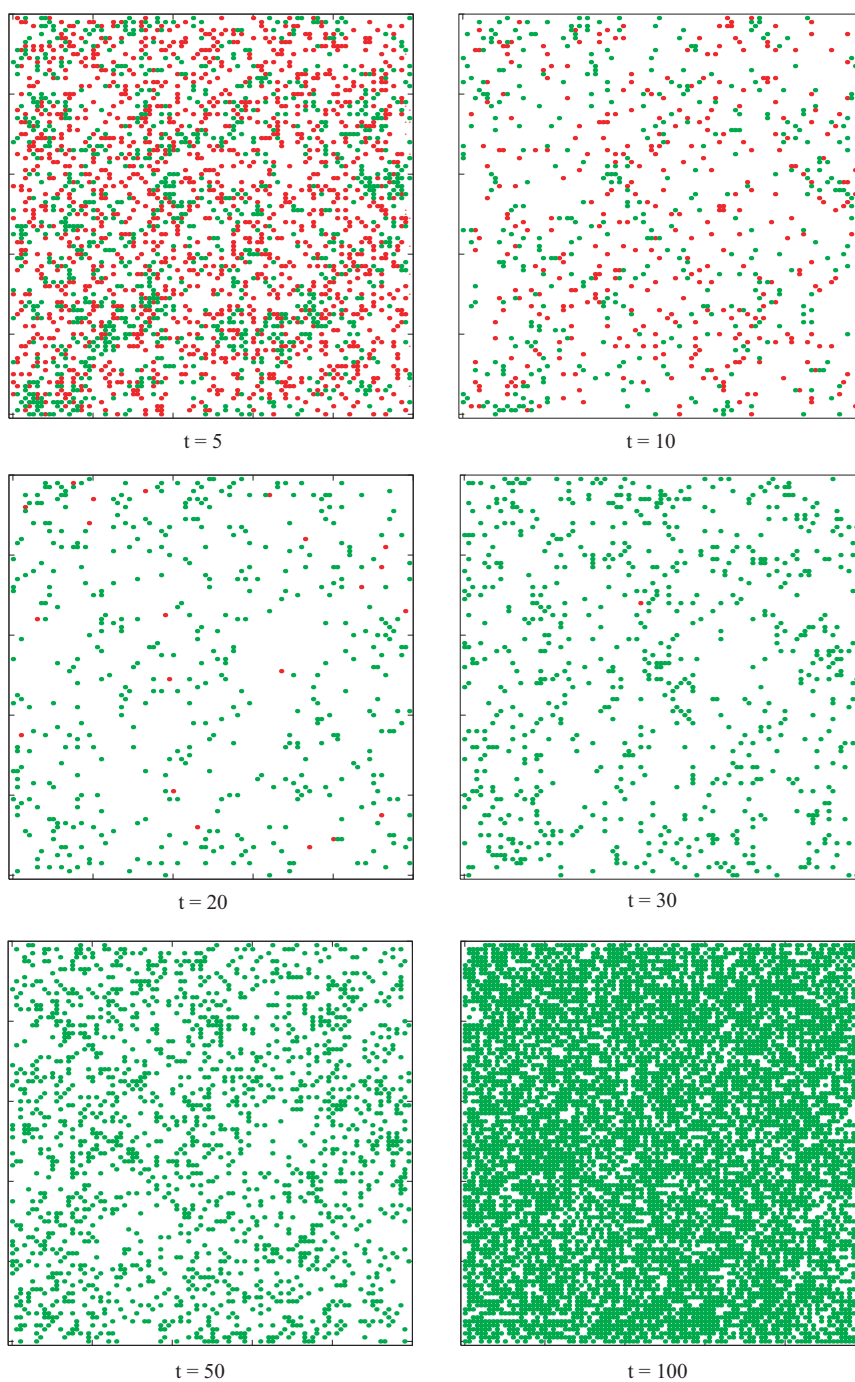 t = 5
t = 10
t = 20
t = 30
t = 50
t = 100